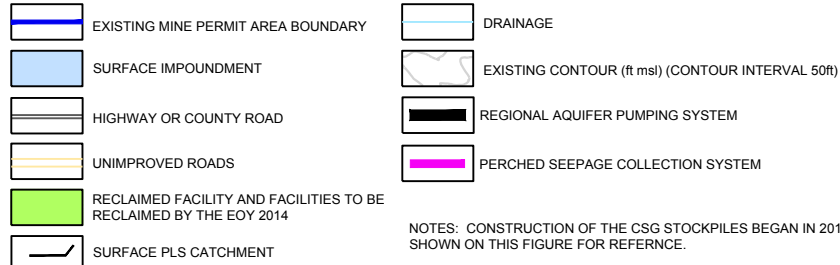 EXISTING MINE PERMIT AREA BOUNDARY
SURFACE IMPOUNDMENT
HIGHWAY OR COUNTY ROAD
UNIMPROVED ROADS
RECLAIMED FACILITY AND FACILITIES TO BE
RECLAIMED BY THE EOY 2014
SURFACE PLS CATCHMENT
DRAINAGE
EXISTING CONTOUR (ft msl) (CONTOUR INTERVAL 50ft)
REGIONAL AQUIFER PUMPING SYSTEM
PERCHED SEEPAGE COLLECTION SYSTEM
NOTES: CONSTRUCTION OF THE CSG STOCKPILES BEGAN IN 201
SHOWN ON THIS FIGURE FOR REFERNCE.